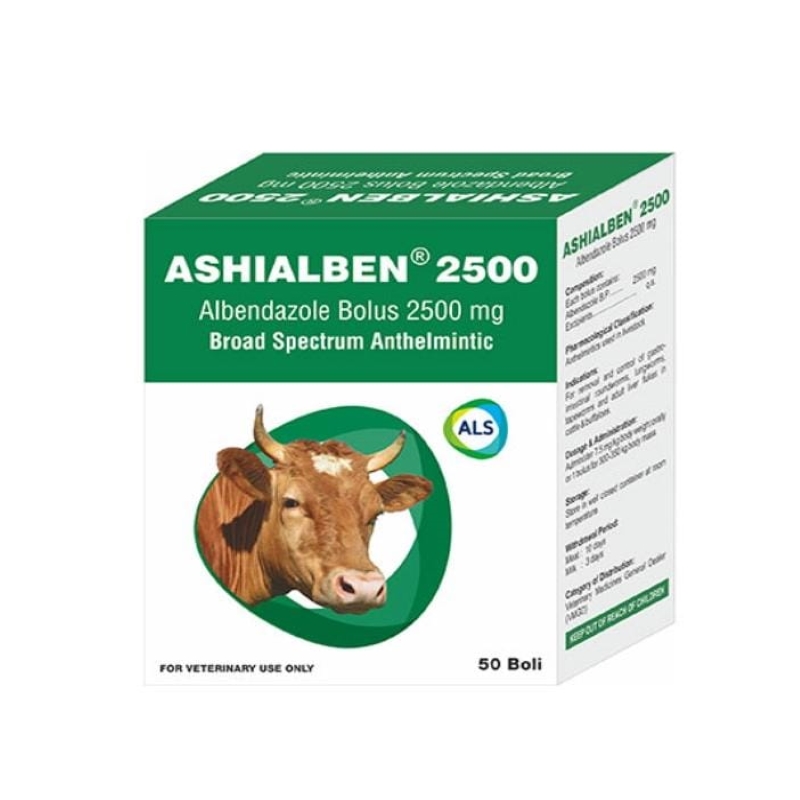 Broad Spectrum Anthelmintic
Albendazole Bolus 2500 mg
ASHIALBEN® 2500
ASHIALBEN® 2500
Albendazole Bolus 2500 mg
Broad Spectrum Anthelmintic
ALS
FOR VETERINARY USE ONLY
50 Boli
ASHIALBEN® 2500
Albendazole Bolus 2500 mg
Composition:
Each bolus contains:
Albendazole B.P....... 2500 mg
Excipients............... q.s.
Pharmacological Classification:
Anthelmintics used in livestock
Indications:
For removal and control of gastro-
intestinal roundworms, lungworms,
tapeworms and adult liver flukes in
cattle & buffaloes.
Dosage & Administration:
Administer 7.5 mg/kg body weight orally
or 1 bolus for 300-350 kg body mass.
Storage:
Store in well closed container at room
temperature.
Withdrawal Period:
Meat : 10 days
Milk : 3 days
Category of Distribution:
Veterinary Medicines General Dealer
(VMGD)
KEEP OUT OF REACH OF CHILDREN